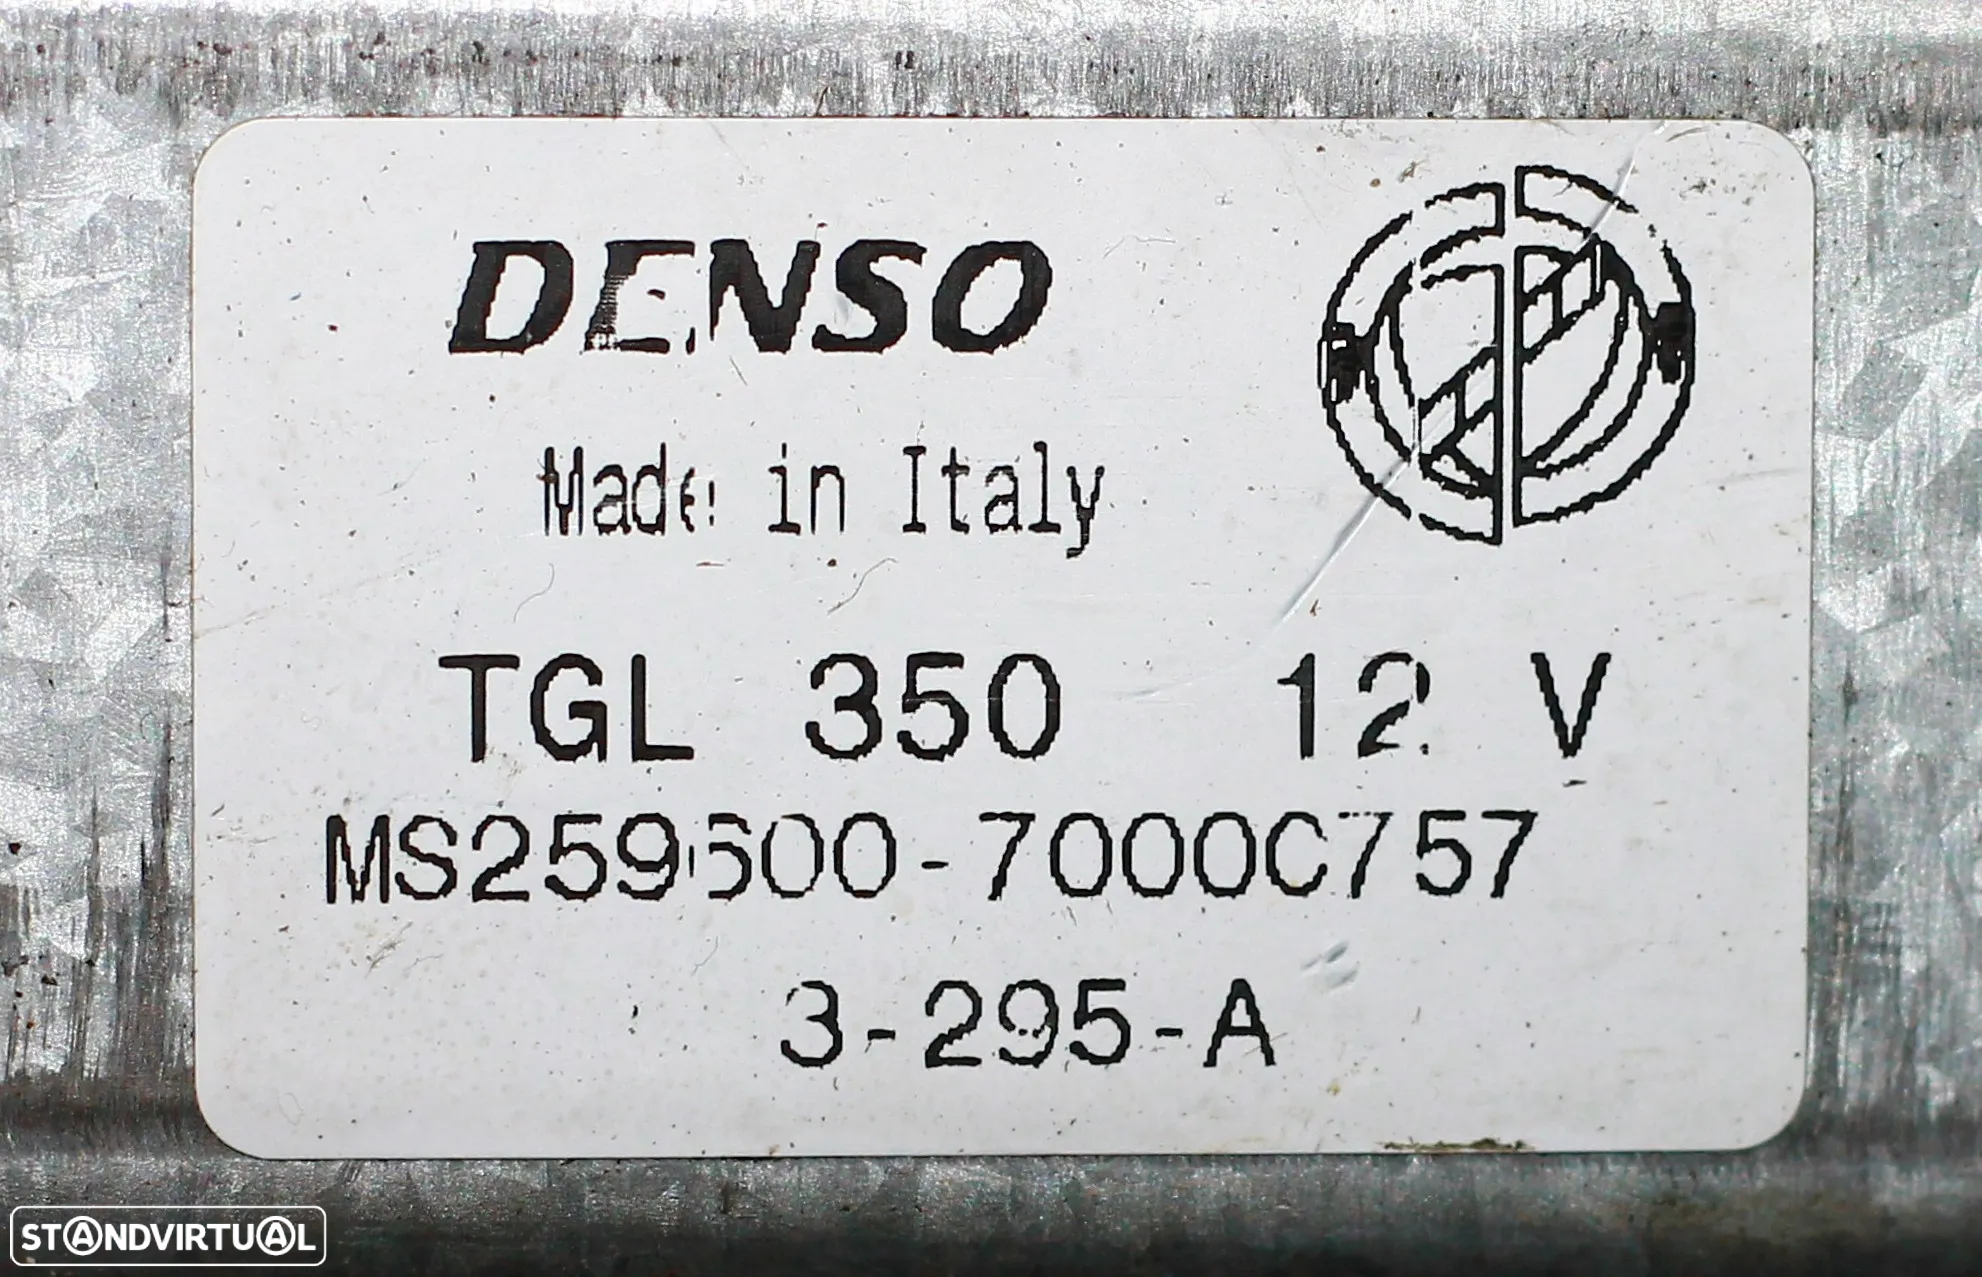 DENSO
Made in Italy
TGL 350 12 V
MS259600-7000C757
3-295-A
STANDVIRTUAL